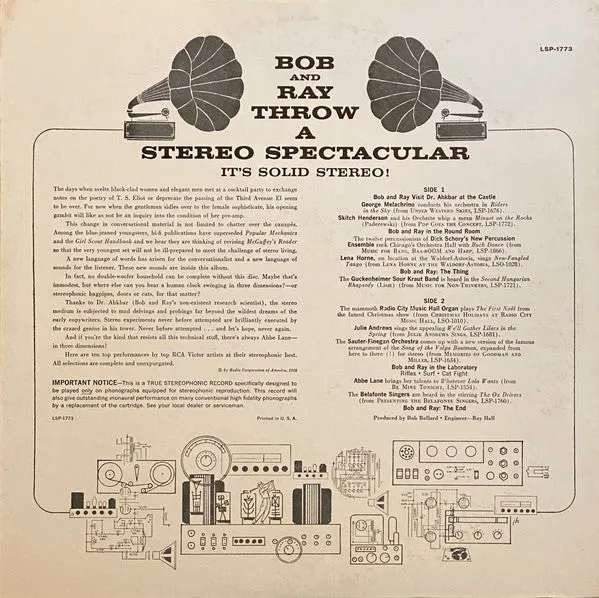 LSP-1773
BOB
AND
RAY
THROW
A
STEREO SPECTACULAR
IT'S SOLID STEREO!
The days when svelte black-clad women and elegant men met at a cocktail party to exchange
notes on the poetry of T. S. Eliot or deprecate the passing of the Third Avenue El seem
to be over. For now when the gentleman sidles over to the female sophisticate, his opening
gambit will like as not be an inquiry into the condition of her pre-amp.
This change in conversational material is not limited to chatter over the canapés.
Among the blue-jeaned youngsters, hi-fi publications have superseded Popular Mechanics
and the Girl Scout Handbook and we hear they are thinking of revising McGuffey's Reader
so that the very youngest set will not be ill-prepared to meet the challenge of stereo living.
A new language of words has arisen for the conversationalist and a new language of
sounds for the listener. These new sounds are inside this album.
In fact, no double-woofer household can be complete without this disc. Maybe that's
immodest, but where else can you hear a human clock swinging in three dimensions?—or
stereophonic bagpipes, doors or cats, for that matter?
Thanks to Dr. Ahkbar (Bob and Ray's non-existent research scientist), the stereo
medium is subjected to mad delvings and probings far beyond the wildest dreams of the
early copywriters. Stereo experiments never before attempted are brilliantly executed by
the crazed genius in his tower. Never before attempted . . . and let's hope, never again.
And if you're the kind that resists all this technical stuff, there's always Abbe Lane—
in three dimensions!
Here are ten top performances by top RCA Victor artists at their stereophonic best.
All selections are complete and unexpurgated.
© by Radio Corporation of America, 1958
IMPORTANT NOTICE—This is a TRUE STEREOPHONIC RECORD specifically designed to
be played only on phonographs equipped for stereophonic reproduction. This record will
also give outstanding monaural performance on many conventional high fidelity phonographs
by a replacement of the cartridge. See your local dealer or serviceman.
LSP-1773
Printed in U. S. A.
SIDE 1
Bob and Ray Visit Dr. Ahkbar at the Castle
George Melachrino conducts his orchestra in Riders
in the Sky (from UNDER WESTERN SKIES, LSP-1676).
Skitch Henderson and his Orchestra whip a mean Minuet on the Rocks
(Paderewski) (from POP GOES THE CONCERT, LSP-1772).
Bob and Ray in the Round Room
The twelve percussionists of Dick Schory's New Percussion
Ensemble rock Chicago's Orchestra Hall with Buck Dance (from
MUSIC FOR BANG, BAA-ROOM AND HARP, LSP-1866).
Lena Horne, on location at the Waldorf-Astoria, sings New-Fangled
Tango (from LENA HORNE AT THE WALDORF-ASTORIA, LSO-1028).
Bob and Ray: The Thing
The Guckenheimer Sour Kraut Band is heard in the Second Hungarian
Rhapsody (Liszt) (from MUSIC FOR NON-THINKERS, LSP-1721).
SIDE 2
The mammoth Radio City Music Hall Organ plays The First Noël from
the famed Christmas show (from CHRISTMAS HOLIDAYS AT RADIO CITY
MUSIC HALL, LSO-1010).
Julie Andrews sings the appealing We'll Gather Lilacs in the
Spring (from JULIE ANDREWS SINGS, LSP-1681).
The Sauter-Finegan Orchestra comes up with a new version of the famous
arrangement of the Song of the Volga Boatmen, expanded from
here to there (!) for stereo (from MEMORIES OF GOODMAN AND
MILLER, LSP-1634).
Bob and Ray in the Laboratory
Rifles • Surf • Cat Fight
Abbe Lane brings her talents to Whatever Lola Wants (from
BE MINE TONIGHT, LSP-1554).
The Belafonte Singers are heard in the stirring The Ox Drivers
(from PRESENTING THE BELAFONTE SINGERS, LSP-1760).
Bob and Ray: The End
Produced by Bob Bollard • Engineer—Ray Hall